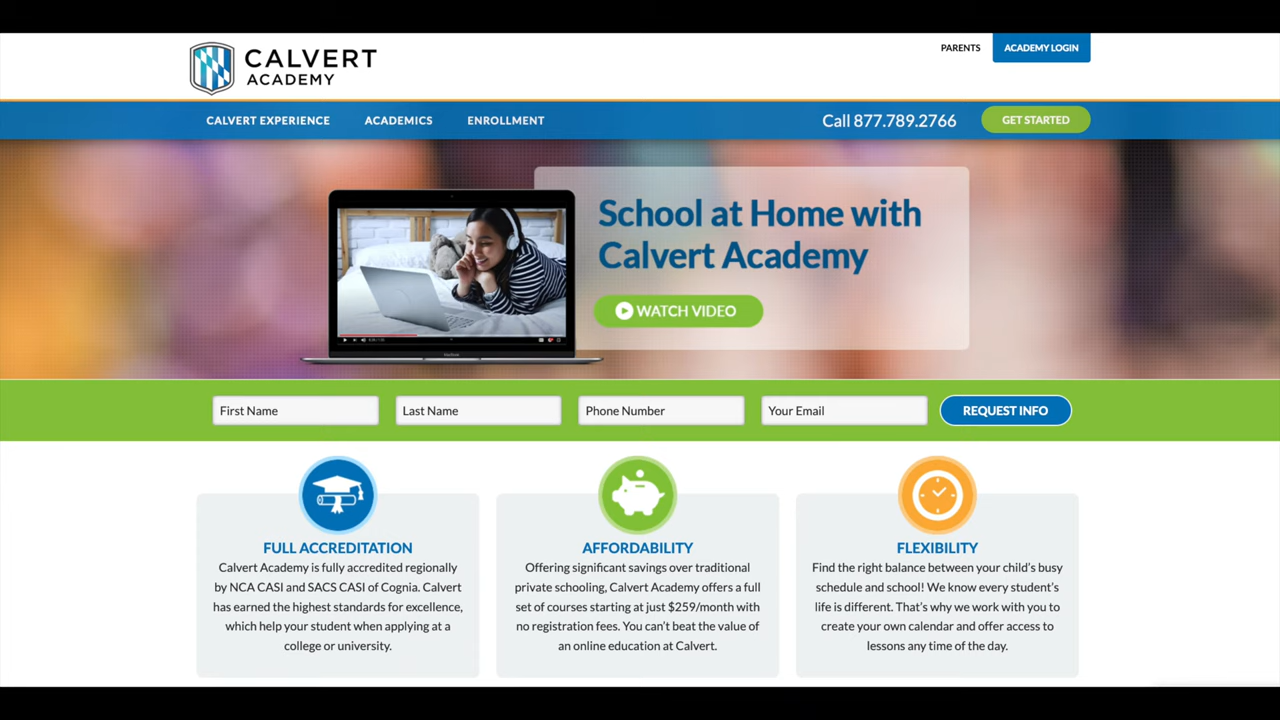 CALVERT
ACADEMY
PARENTS
ACADEMY LOGIN
CALVERT EXPERIENCE
ACADEMICS
ENROLLMENT
Call 877.789.2766
GET STARTED
School at Home with
Calvert Academy
WATCH VIDEO
First Name
Last Name
Phone Number
Your Email
REQUEST INFO
FULL ACCREDITATION
Calvert Academy is fully accredited regionally
by NCA CASI and SACS CASI of Cognia. Calvert
has earned the highest standards for excellence,
which help your student when applying at a
college or university.
AFFORDABILITY
Offering significant savings over traditional
private schooling, Calvert Academy offers a full
set of courses starting at just $259/month with
no registration fees. You can't beat the value of
an online education at Calvert.
FLEXIBILITY
Find the right balance between your child's busy
schedule and school! We know every student's
life is different. That's why we work with you to
create your own calendar and offer access to
lessons any time of the day.